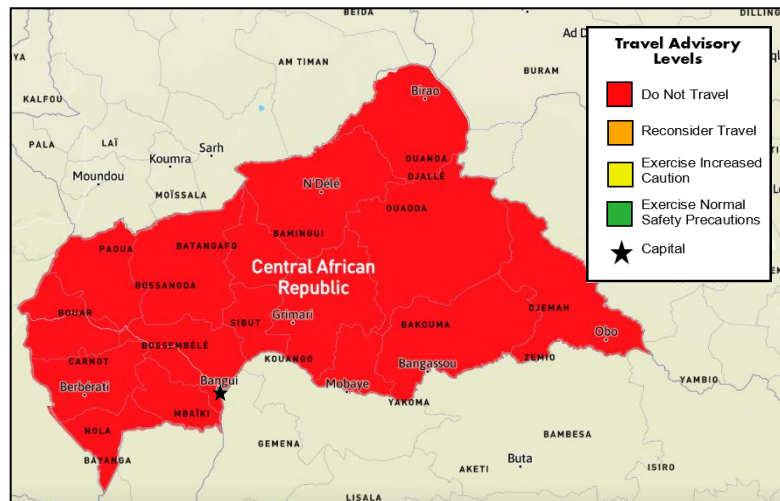 BEIDA
DILLING
Ad D
YA
AM TIMAN
BURAM
KALFOU
Birao
PALA
LAÏ
Sarh
Koumra
Moundou
MOÏSSALA
OUANDA
DJALLÉ
N'Délé
OUADDA
PAOUA
BATANGAFO
BAMINGUI
Central African
Republic
BOSSANGOA
BOUAR
SIBUT
Grimari
BAKOUMA
DJEMAH
Obo
BOSSEMBÉLÉ
CARNOT
KOUANGO
Bangassou
ZEMIO
Berbérati
Bangui
Mobaye
YAKOMA
YAMBIO
MBAÏKI
NOLA
BAYANGA
GEMENA
BAMBESA
AKETI
Buta
ISIRO
LISALA
Travel Advisory
Levels
Do Not Travel
Reconsider Travel
Exercise Increased
Caution
Exercise Normal
Safety Precautions
Capital